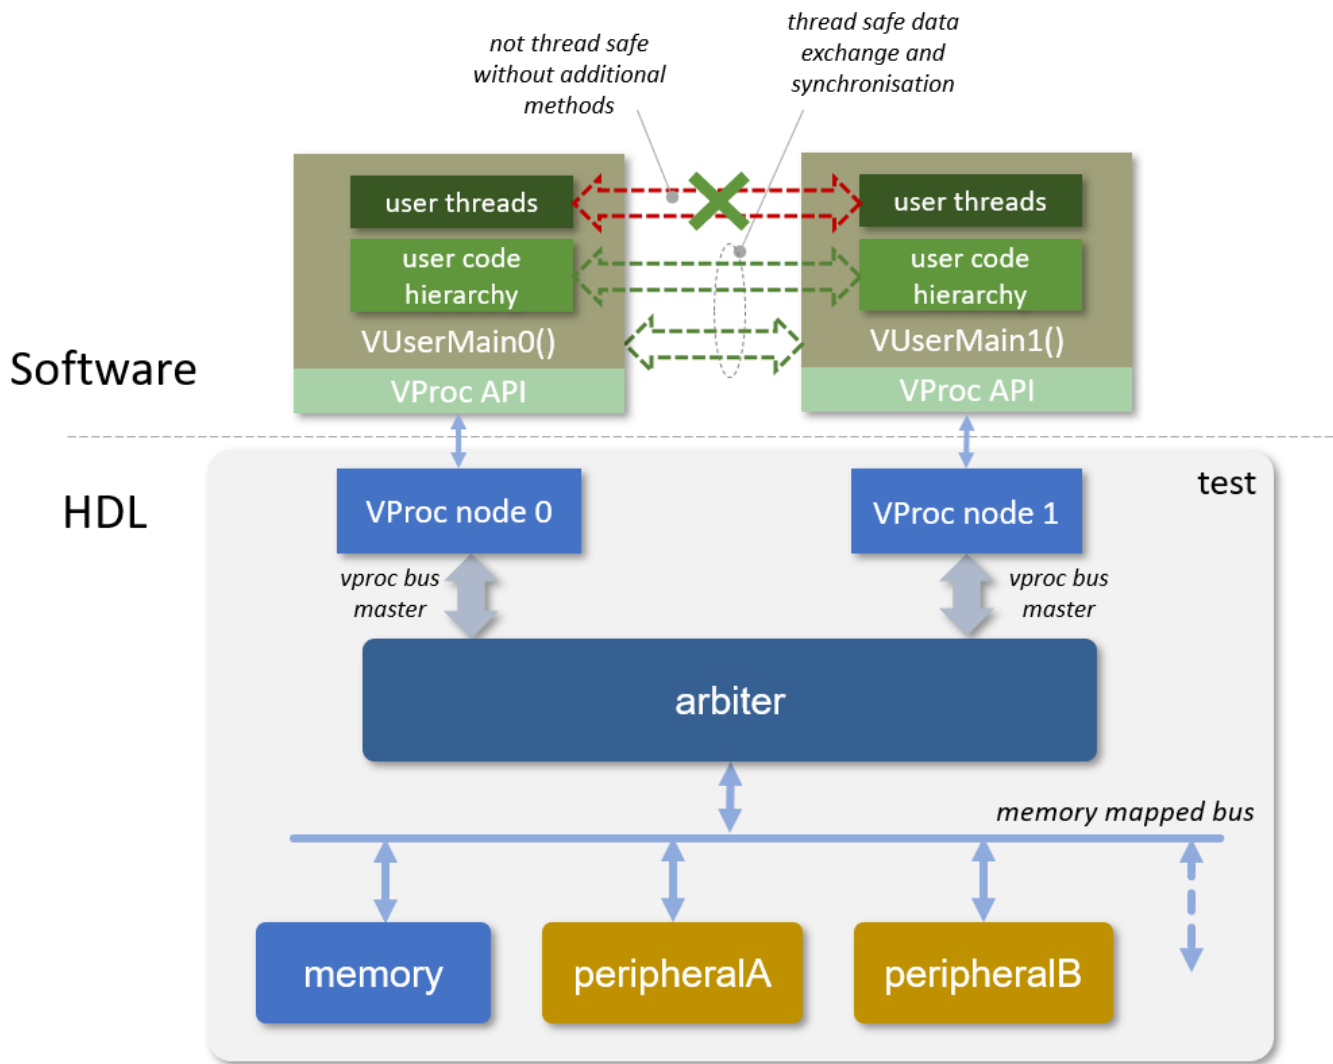 not thread safe
without additional
methods
thread safe data
exchange and
synchronisation
user threads
user code
hierarchy
VUserMain0()
VProc API
user threads
user code
hierarchy
VUserMain1()
VProc API
Software
HDL
test
VProc node 0
VProc node 1
vproc bus
master
vproc bus
master
arbiter
memory mapped bus
memory
peripheralA
peripheralB